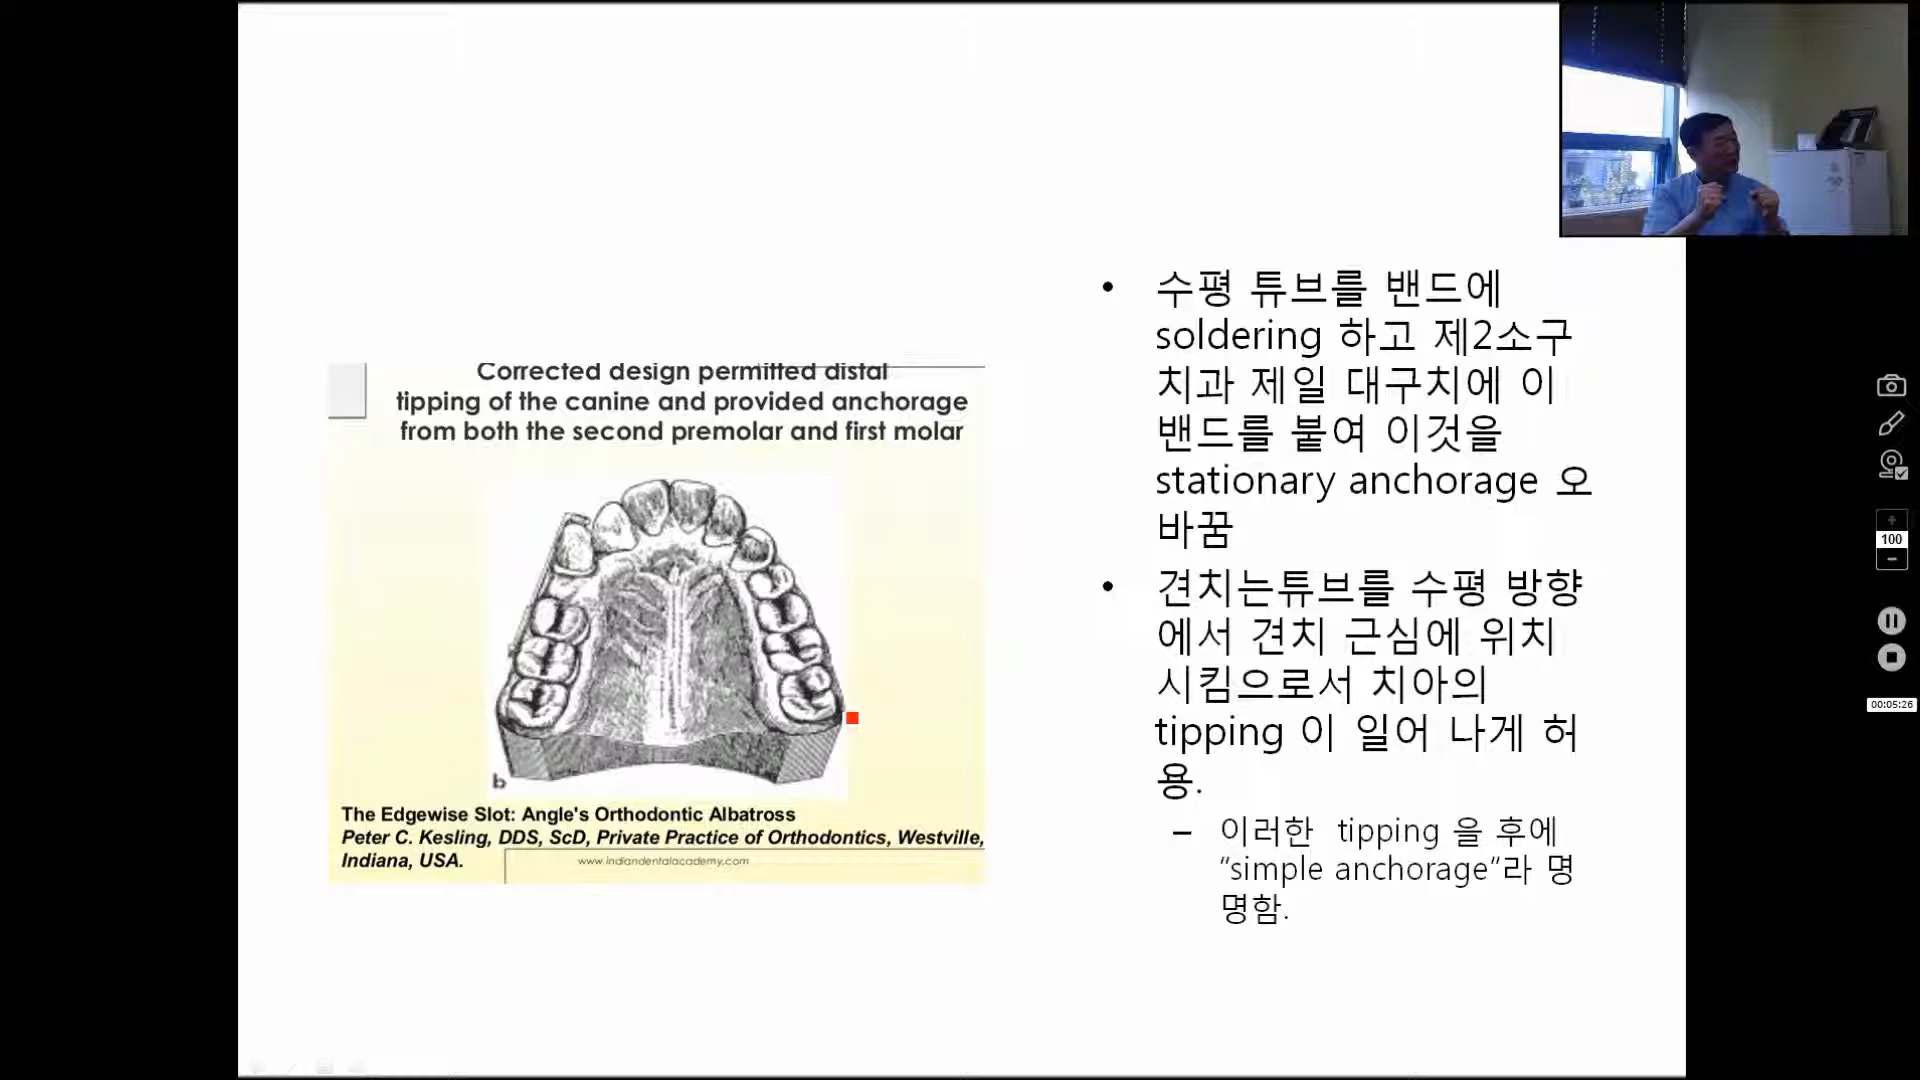 Corrected design permitted distal
tipping of the canine and provided anchorage
from both the second premolar and first molar
b
The Edgewise Slot: Angle's Orthodontic Albatross
Peter C. Kesling, DDS, ScD, Private Practice of Orthodontics, Westville,
Indiana, USA.
www.indiandentalacademy.com
• 수평 튜브를 밴드에
soldering 하고 제2소구
치과 제일 대구치에 이
밴드를 붙여 이것을
stationary anchorage 오
바꿈
• 견치는튜브를 수평 방향
에서 견치 근심에 위치
시킴으로서 치아의
tipping 이 일어 나게 허
용.
– 이러한 tipping 을 후에
“simple anchorage”라 명
명함.
+
100
-
00:05:26